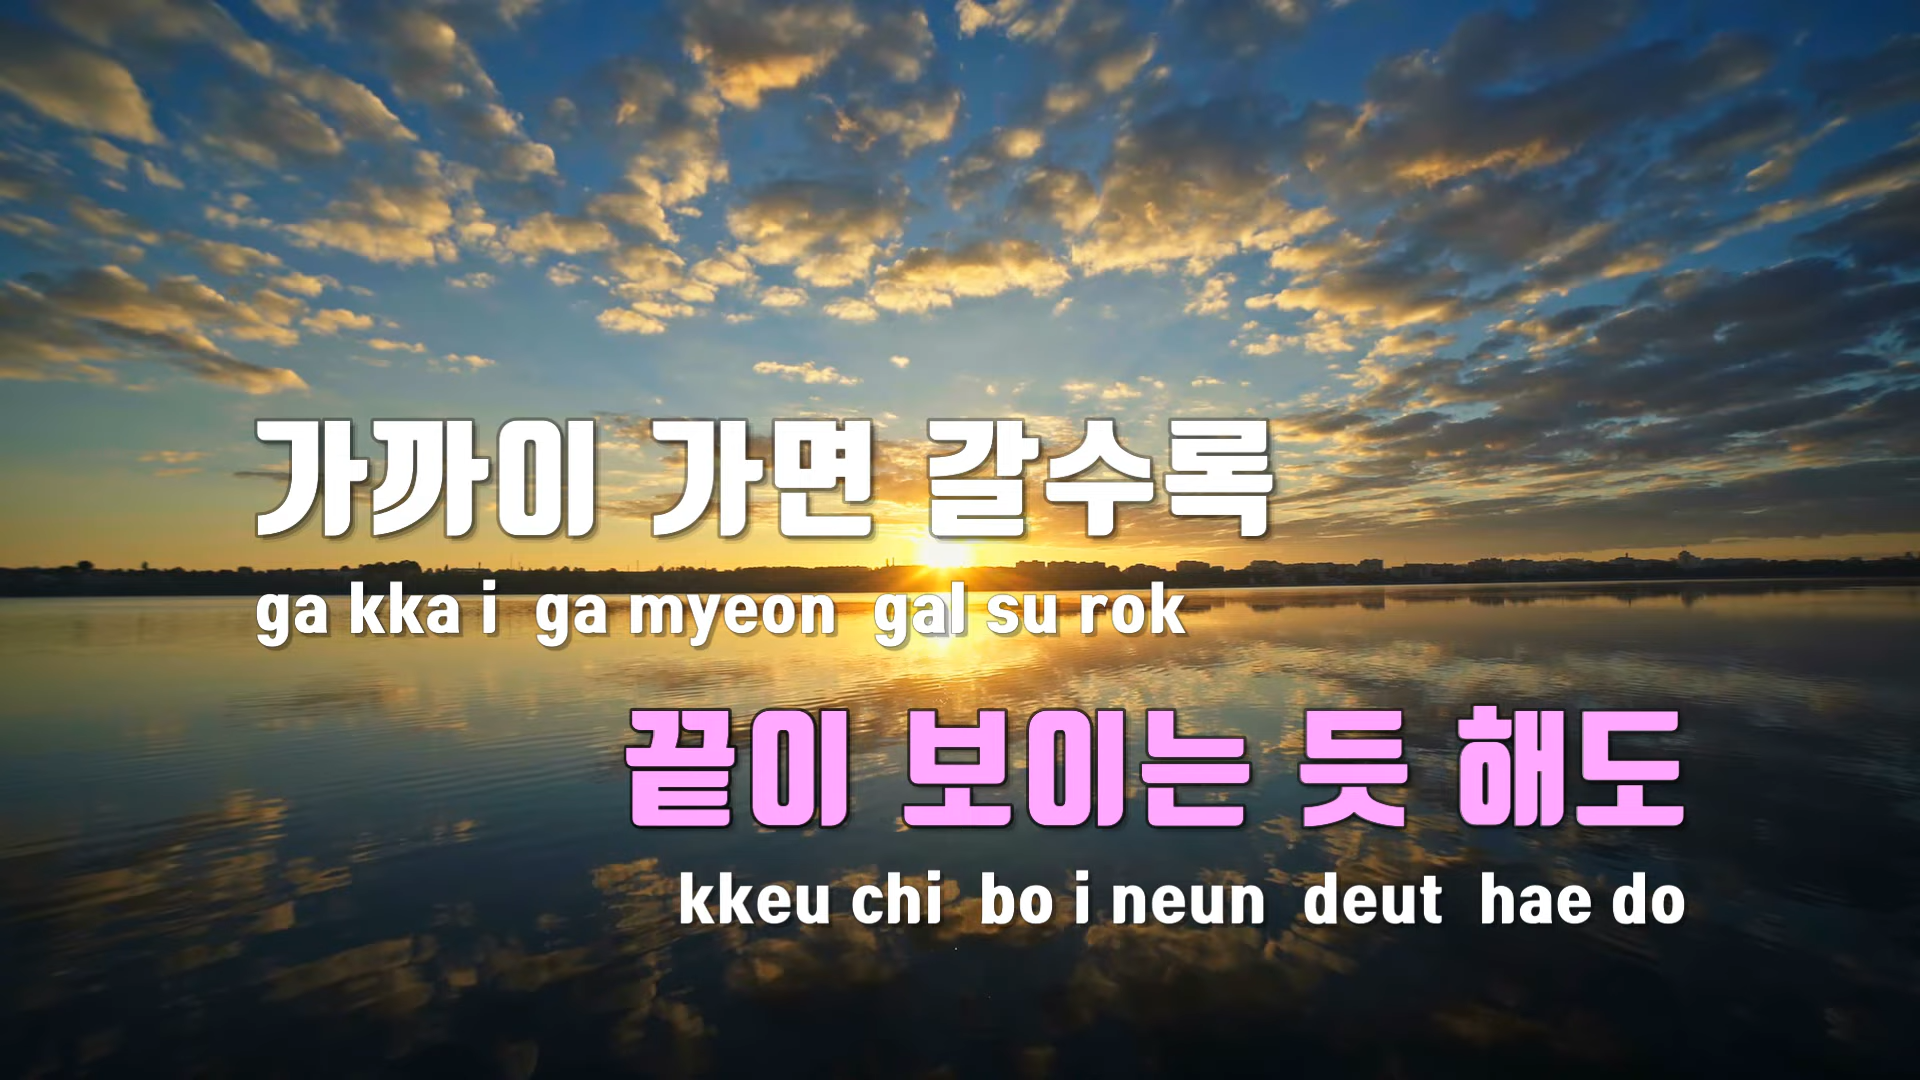 가까이 가면 갈수록
ga kka i ga myeon gal su rok
끝이 보이는 듯 해도
kkeu chi bo i neun deut hae do